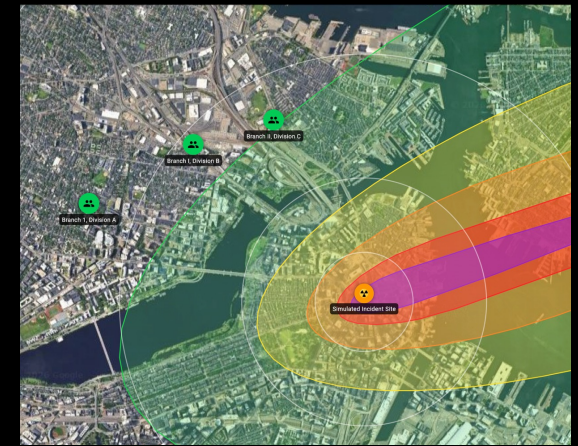 Branch II, Division C
Branch I, Division B
Branch 1, Division A
Simulated Incident Site